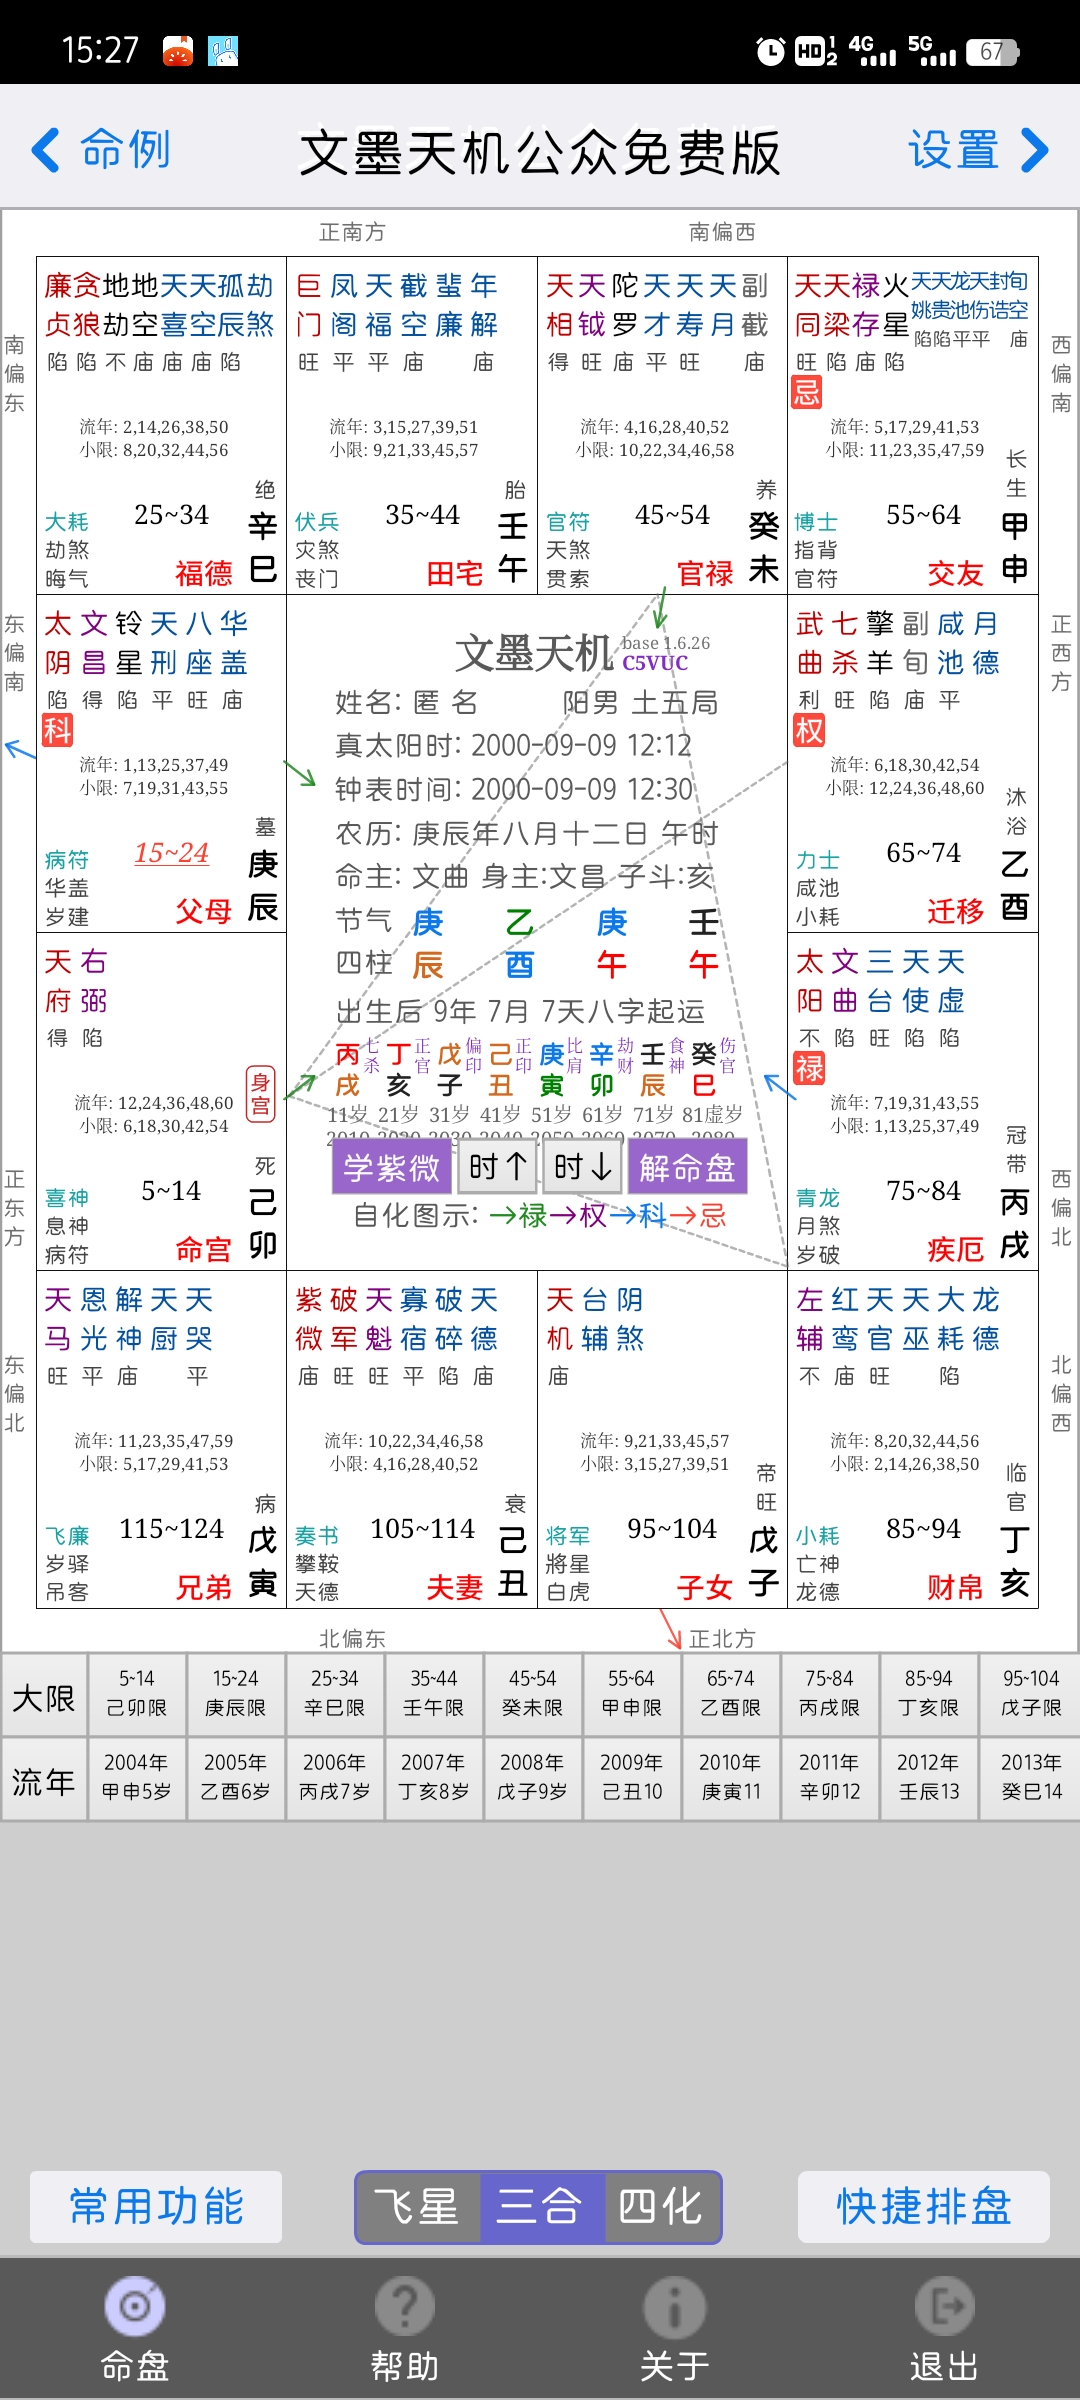 15:27 HD 1 2 4G 5G 67
命例 文墨天机公众免费版 设置
正南方 南偏西
南偏东
西偏南
廉贪地地天天孤劫
贞狼劫空喜空辰煞
陷陷不庙庙庙陷
流年: 2,14,26,38,50
小限: 8,20,32,44,56
绝
大耗 25~34 辛
劫煞
晦气 福德 巳
巨凤天截蜚年
门阁福空廉解
旺平平庙 庙
流年: 3,15,27,39,51
小限: 9,21,33,45,57
胎
伏兵 35~44 壬
灾煞
丧门 田宅 午
天天陀天天天副
相钺罗才寿月截
得旺庙平旺 庙
流年: 4,16,28,40,52
小限: 10,22,34,46,58
养
官符 45~54 癸
天煞
贯索 官禄 未
天天禄火天天龙天封旬
同梁存星姚贵池伤诰空
旺陷庙陷陷陷平平 庙
忌
流年: 5,17,29,41,53
小限: 11,23,35,47,59
长生
博士 55~64 甲
指背
官符 交友 申
东偏南
正西方
太文铃天八华
阴昌星刑座盖
陷得陷平旺庙
科
流年: 1,13,25,37,49
小限: 7,19,31,43,55
墓
病符 15~24 庚
华盖
岁建 父母 辰
文墨天机 base 1.6.26
C5VUC
姓名: 匿 名 阳男 土五局
真太阳时: 2000-09-09 12:12
钟表时间: 2000-09-09 12:30
农历: 庚辰年八月十二日 午时
命主: 文曲 身主:文昌 子斗:亥
节气 庚 乙 庚 壬
四柱 辰 酉 午 午
出生后 9年 7月 7天八字起运
丙七杀 丁正官 戊偏印 己正印 庚比肩 辛劫财 壬食神 癸伤官
戌 亥 子 丑 寅 卯 辰 巳
11岁 21岁 31岁 41岁 51岁 61岁 71岁 81虚岁
2010 2020 2030 2040 2050 2060 2070 2080
学紫微 时↑ 时↓ 解命盘
自化图示: →禄→权→科→忌
武七擎副咸月
曲杀羊旬池德
利旺陷庙平
权
流年: 6,18,30,42,54
小限: 12,24,36,48,60
沐浴
力士 65~74 乙
咸池
小耗 迁移 酉
正东方
西偏北
天右
府弼
得陷
身宫
流年: 12,24,36,48,60
小限: 6,18,30,42,54
死
喜神 5~14 己
息神
病符 命宫 卯
太文三天天
阳曲台使虚
不陷旺陷陷
禄
流年: 7,19,31,43,55
小限: 1,13,25,37,49
冠带
青龙 75~84 丙
月煞
岁破 疾厄 戌
东偏北
北偏西
天恩解天天
马光神厨哭
旺平庙 平
流年: 11,23,35,47,59
小限: 5,17,29,41,53
病
飞廉 115~124 戊
岁驿
吊客 兄弟 寅
紫破天寡破天
微军魁宿碎德
庙旺旺平陷庙
流年: 10,22,34,46,58
小限: 4,16,28,40,52
衰
奏书 105~114 己
攀鞍
天德 夫妻 丑
天台阴
机辅煞
庙
流年: 9,21,33,45,57
小限: 3,15,27,39,51
帝旺
将军 95~104 戊
將星
白虎 子女 子
左红天天大龙
辅鸾官巫耗德
不庙旺 陷
流年: 8,20,32,44,56
小限: 2,14,26,38,50
临官
小耗 85~94 丁
亡神
龙德 财帛 亥
北偏东 正北方
大限 5~14 15~24 25~34 35~44 45~54 55~64 65~74 75~84 85~94 95~104
己卯限 庚辰限 辛巳限 壬午限 癸未限 甲申限 乙酉限 丙戌限 丁亥限 戊子限
流年 2004年 2005年 2006年 2007年 2008年 2009年 2010年 2011年 2012年 2013年
甲申5岁 乙酉6岁 丙戌7岁 丁亥8岁 戊子9岁 己丑10 庚寅11 辛卯12 壬辰13 癸巳14
常用功能 飞星 三合 四化 快捷排盘
命盘 帮助 关于 退出